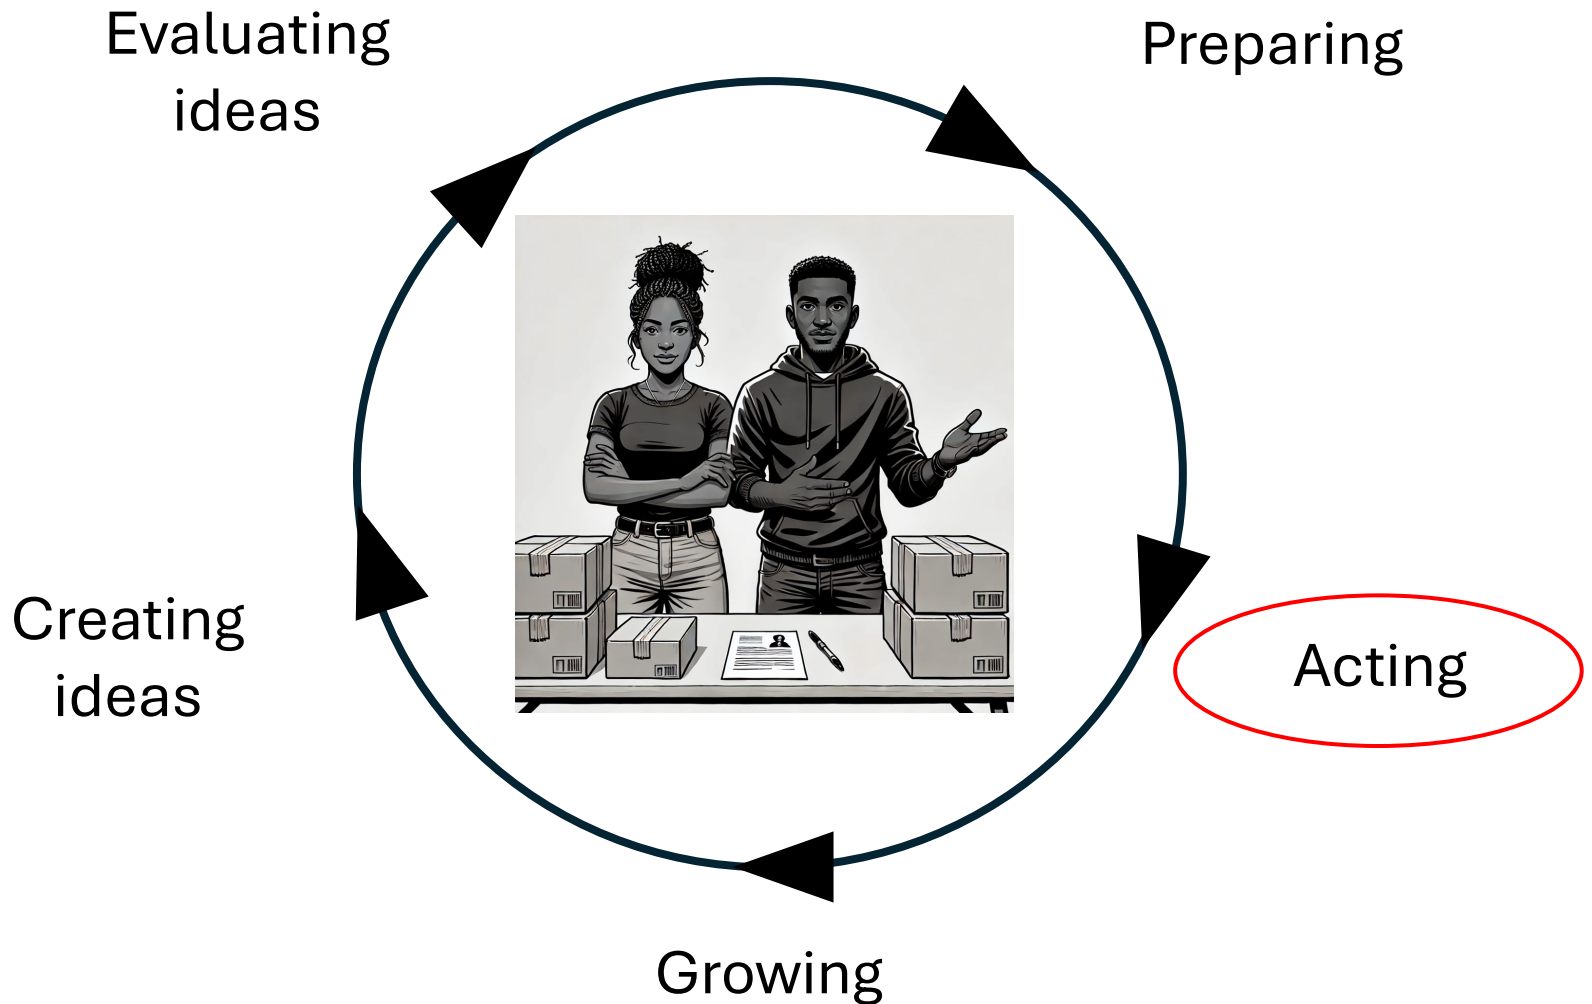 Evaluating
ideas
Preparing
Creating
ideas
Acting
Growing